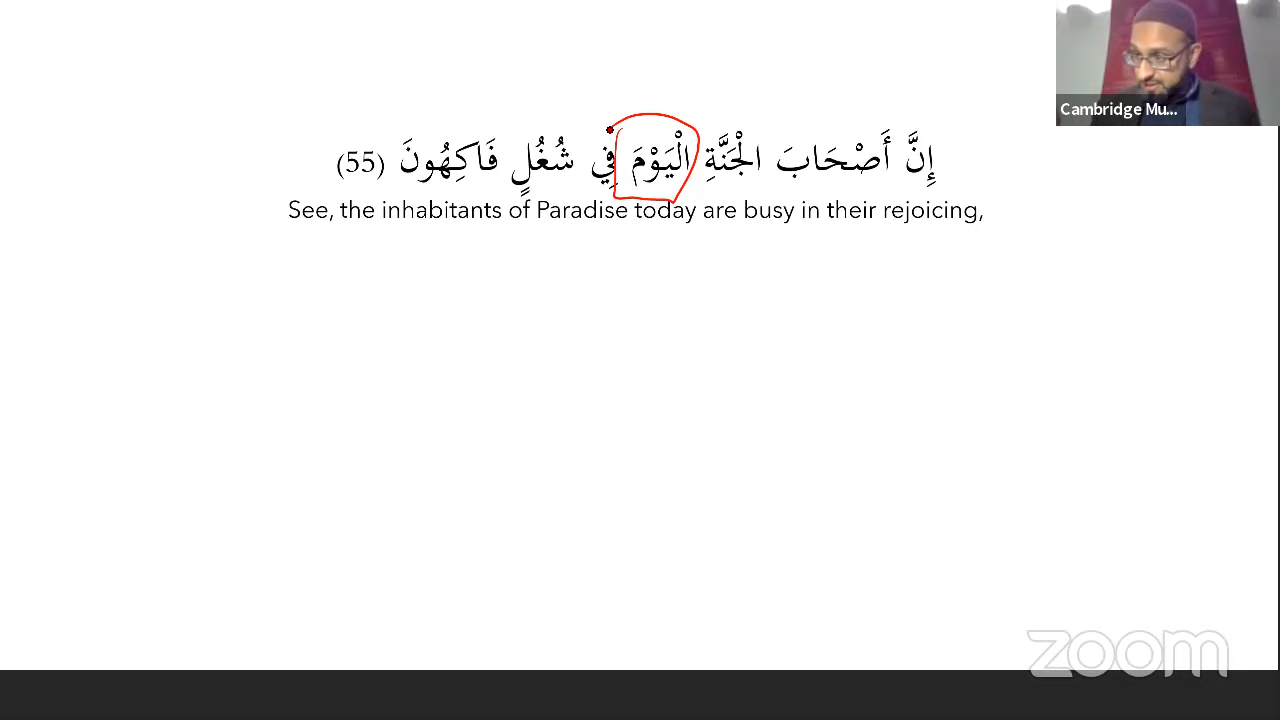 Cambridge Mu...
إِنَّ أَصْحَابَ الْجَنَّةِ الْيَوْمَ فِي شُغُلٍ فَاكِهُونَ (55)
See, the inhabitants of Paradise today are busy in their rejoicing,
zoom